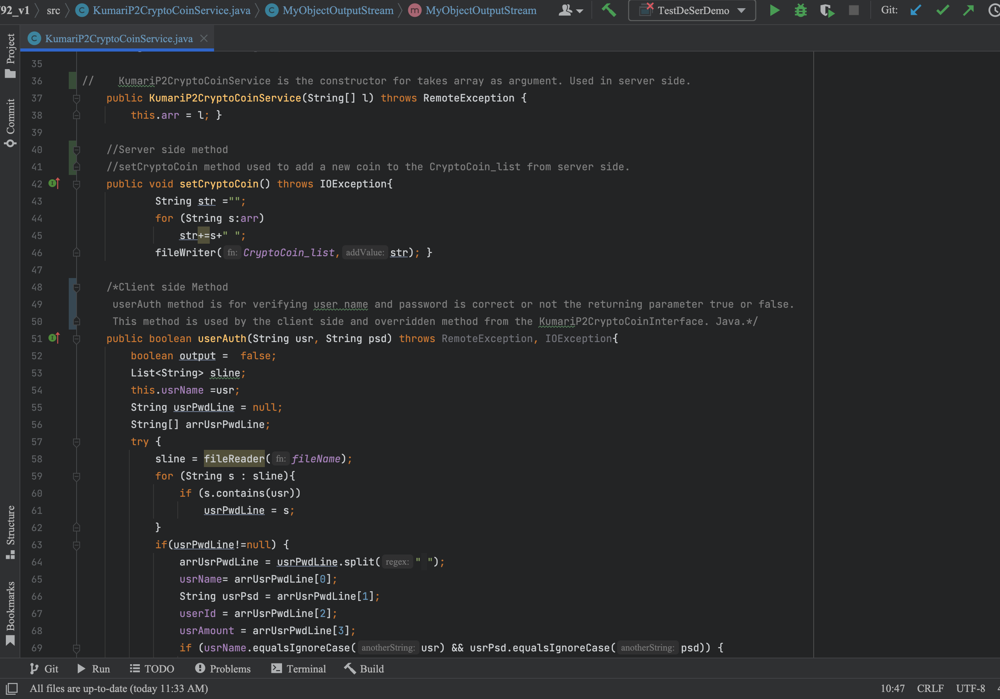 92_v1 src KumariP2CryptoCoinService.java MyObjectOutputStream MyObjectOutputStream TestDeSerDemo Git:
Project
Commit
Structure
Bookmarks
KumariP2CryptoCoinService.java
35
36 // KumariP2CryptoCoinService is the constructor for takes array as argument. Used in server side.
37 public KumariP2CryptoCoinService(String[] l) throws RemoteException {
38 this.arr = l; }
39
40 //Server side method
41 //setCryptoCoin method used to add a new coin to the CryptoCoin_list from server side.
42 public void setCryptoCoin() throws IOException{
43 String str ="";
44 for (String s:arr)
45 str+=s+" ";
46 fileWriter( fn: CryptoCoin_list, addValue: str); }
47
48 /*Client side Method
49 userAuth method is for verifying user name and password is correct or not the returning parameter true or false.
50 This method is used by the client side and overridden method from the KumariP2CryptoCoinInterface. Java.*/
51 public boolean userAuth(String usr, String psd) throws RemoteException, IOException{
52 boolean output =  false;
53 List<String> sline;
54 this.usrName =usr;
55 String usrPwdLine = null;
56 String[] arrUsrPwdLine;
57 try {
58 sline = fileReader( fn: fileName);
59 for (String s : sline){
60 if (s.contains(usr))
61 usrPwdLine = s;
62 }
63 if(usrPwdLine!=null) {
64 arrUsrPwdLine = usrPwdLine.split( regex: " ");
65 usrName= arrUsrPwdLine[0];
66 String usrPsd = arrUsrPwdLine[1];
67 userId = arrUsrPwdLine[2];
68 usrAmount = arrUsrPwdLine[3];
69 if (usrName.equalsIgnoreCase( anotherString: usr) && usrPsd.equalsIgnoreCase( anotherString: psd)) {
Git Run TODO Problems Terminal Build
All files are up-to-date (today 11:33 AM) 10:47 CRLF UTF-8